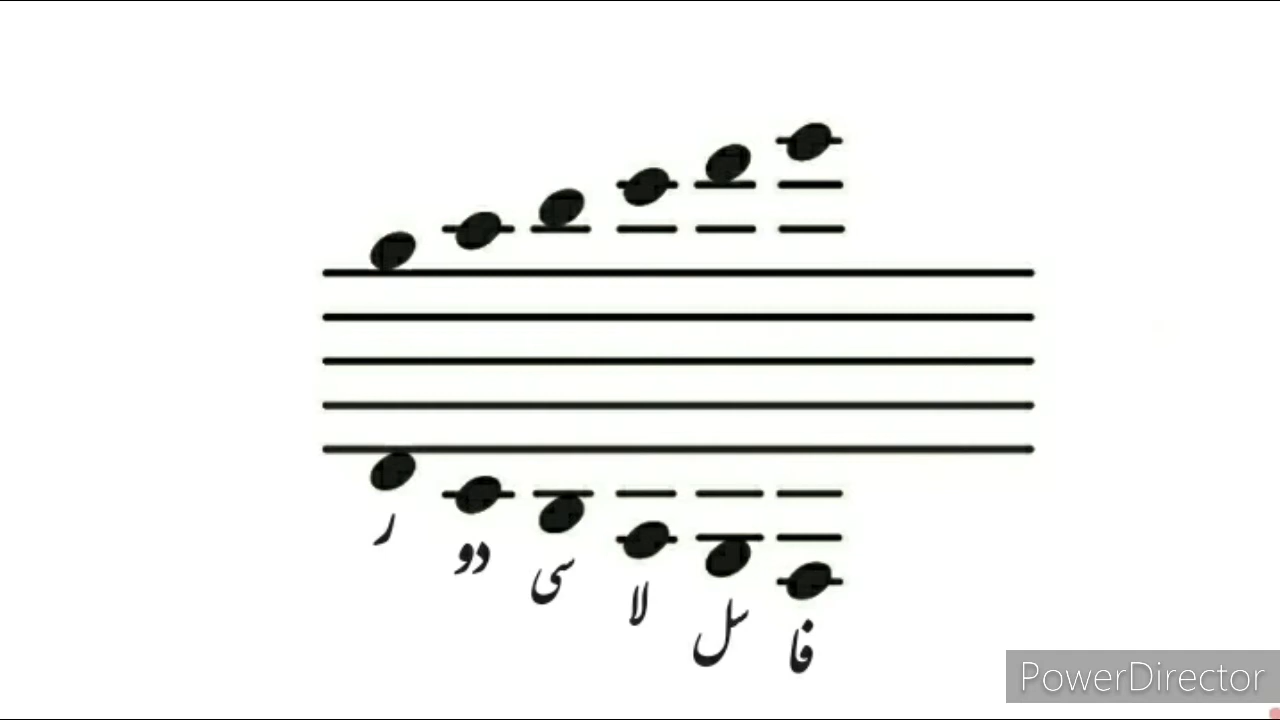 ر
دو
سی
لا
سل
فا
PowerDirector